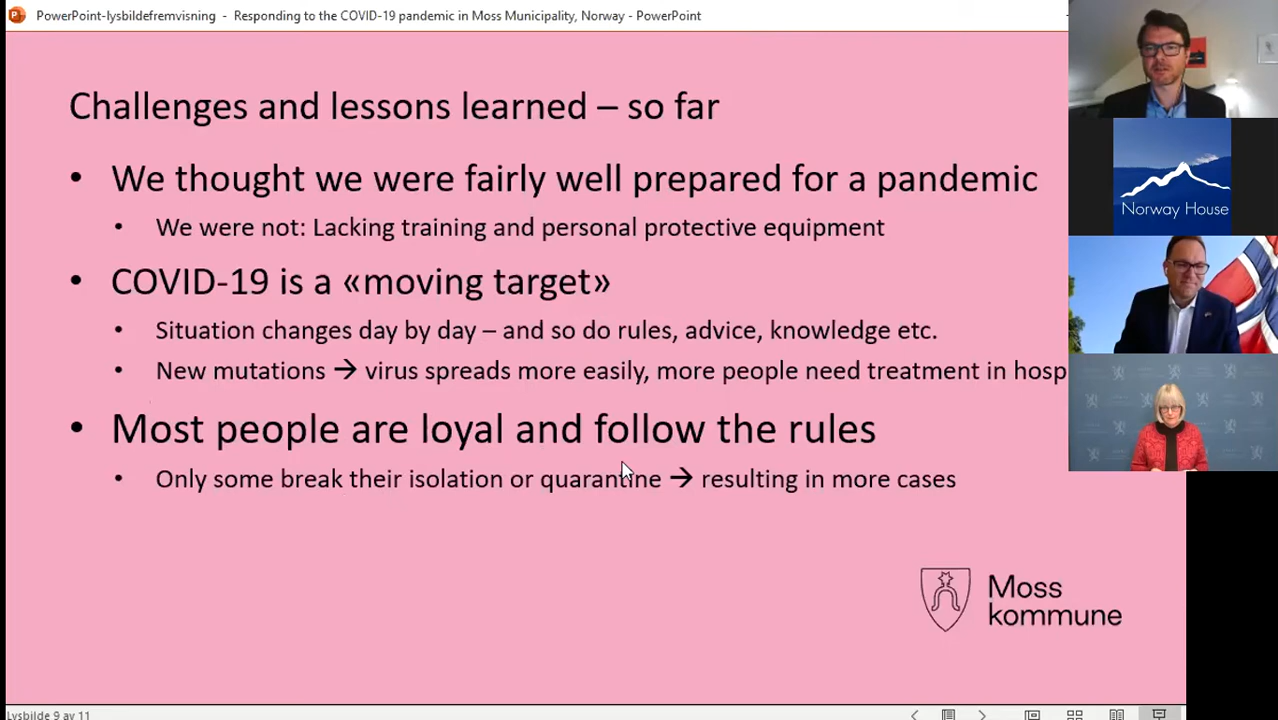 PowerPoint-lysbildefremvisning - Responding to the COVID-19 pandemic in Moss Municipality, Norway - PowerPoint
Challenges and lessons learned – so far
• We thought we were fairly well prepared for a pandemic
• We were not: Lacking training and personal protective equipment
• COVID-19 is a «moving target»
• Situation changes day by day – and so do rules, advice, knowledge etc.
• New mutations → virus spreads more easily, more people need treatment in hosp
• Most people are loyal and follow the rules
• Only some break their isolation or quarantine → resulting in more cases
Norway House
Moss
kommune
Lysbilde 9 av 11